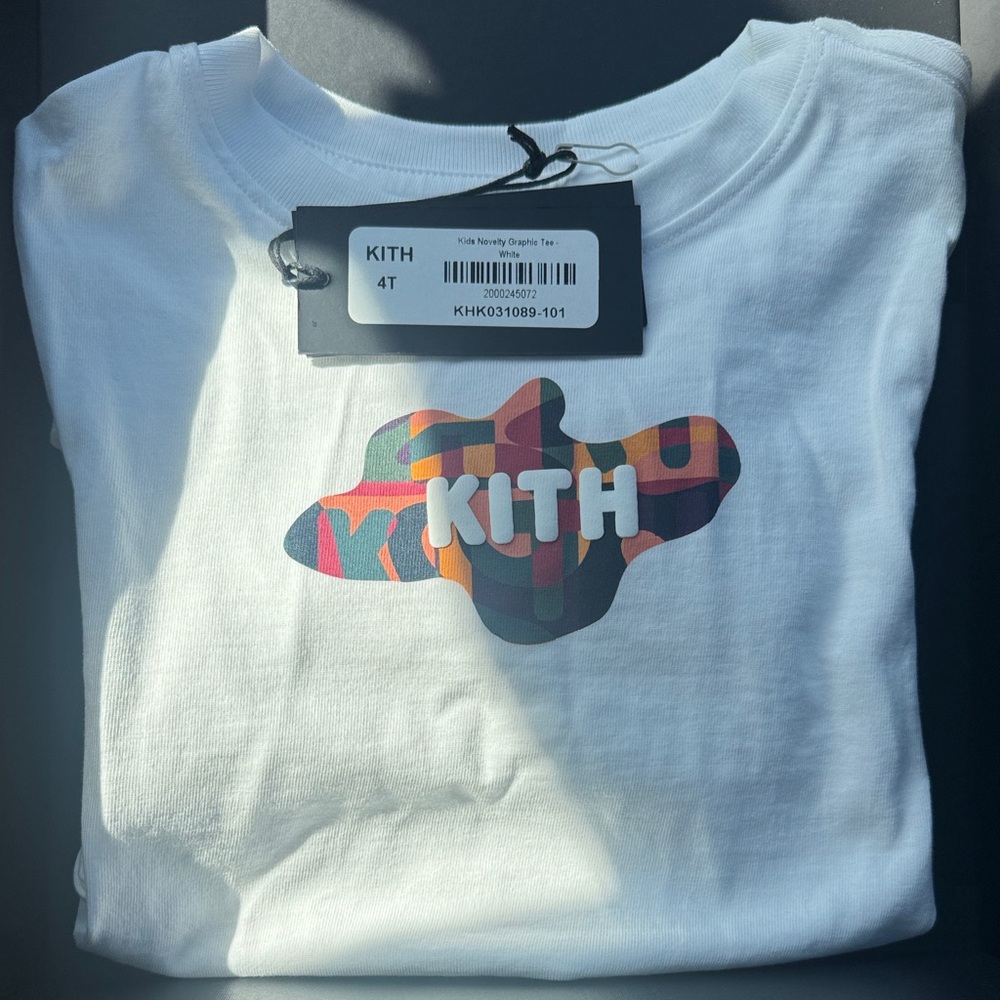 KITH
4T
Kids Novelty Graphic Tee -
White
2000245072
KHK031089-101
KITH